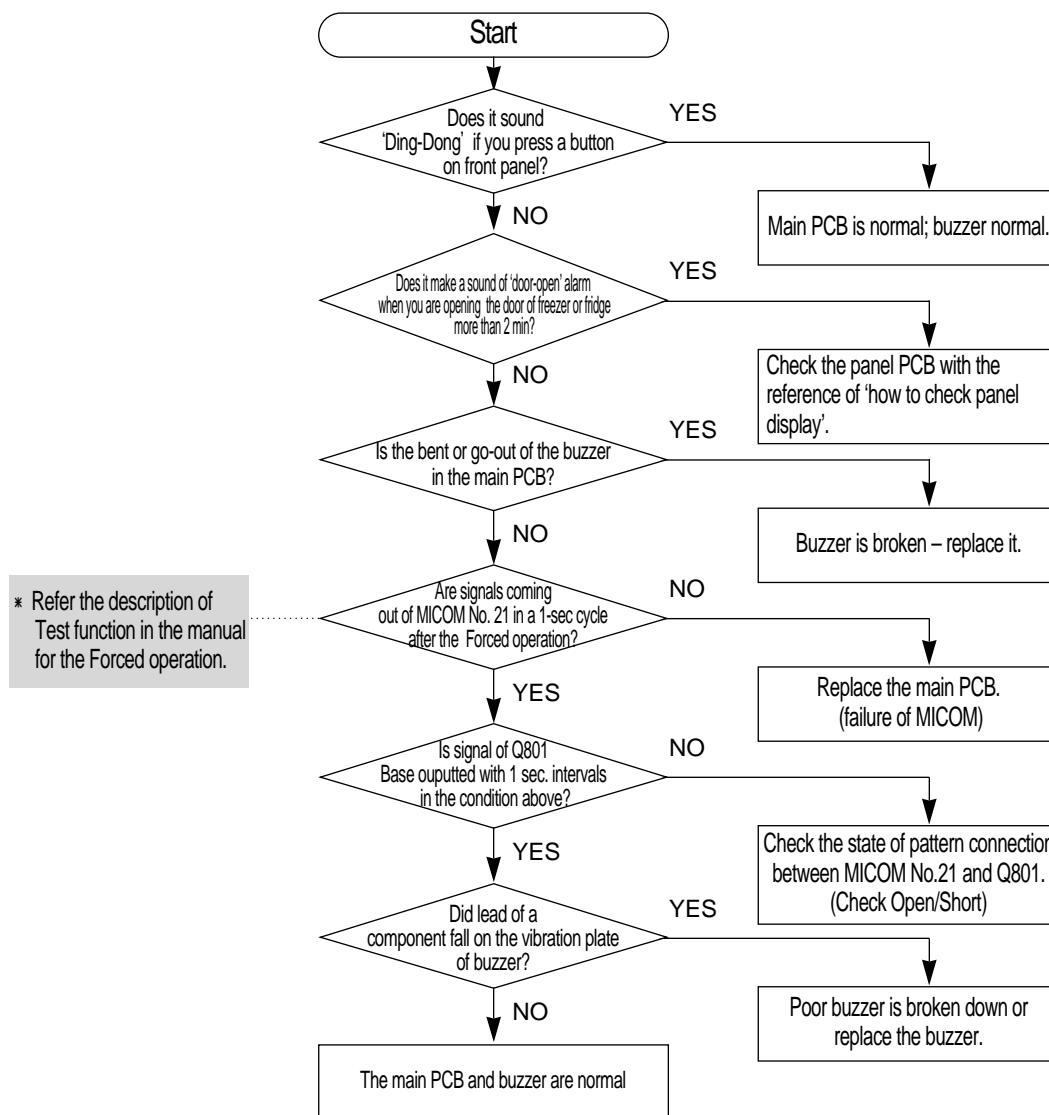 Start
Does it sound
‘Ding-Dong’ if you press a button
on front panel?
YES
Main PCB is normal; buzzer normal.
NO
Does it make a sound of ‘door-open’ alarm
when you are opening the door of freezer or fridge
more than 2 min?
YES
Check the panel PCB with the
reference of ‘how to check panel
display’.
NO
Is the bent or go-out of the buzzer
in the main PCB?
YES
Buzzer is broken – replace it.
NO
* Refer the description of
Test function in the manual
for the Forced operation.
Are signals coming
out of MICOM No. 21 in a 1-sec cycle
after the Forced operation?
NO
Replace the main PCB.
(failure of MICOM)
YES
Is signal of Q801
Base ouputted with 1 sec. intervals
in the condition above?
NO
Check the state of pattern connection
between MICOM No.21 and Q801.
(Check Open/Short)
YES
Did lead of a
component fall on the vibration plate
of buzzer?
YES
Poor buzzer is broken down or
replace the buzzer.
NO
The main PCB and buzzer are normal